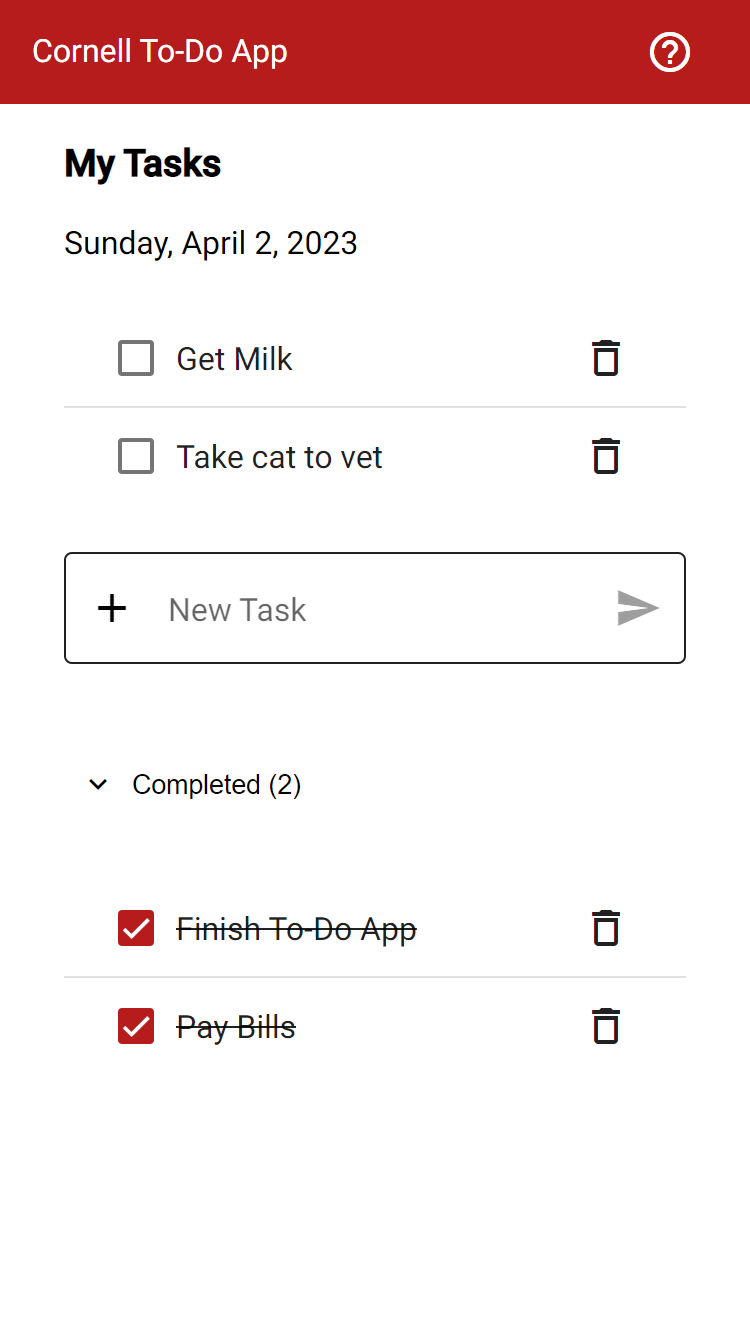 Cornell To-Do App
My Tasks
Sunday, April 2, 2023
Get Milk
Take cat to vet
New Task
Completed (2)
Finish To-Do App
Pay Bills